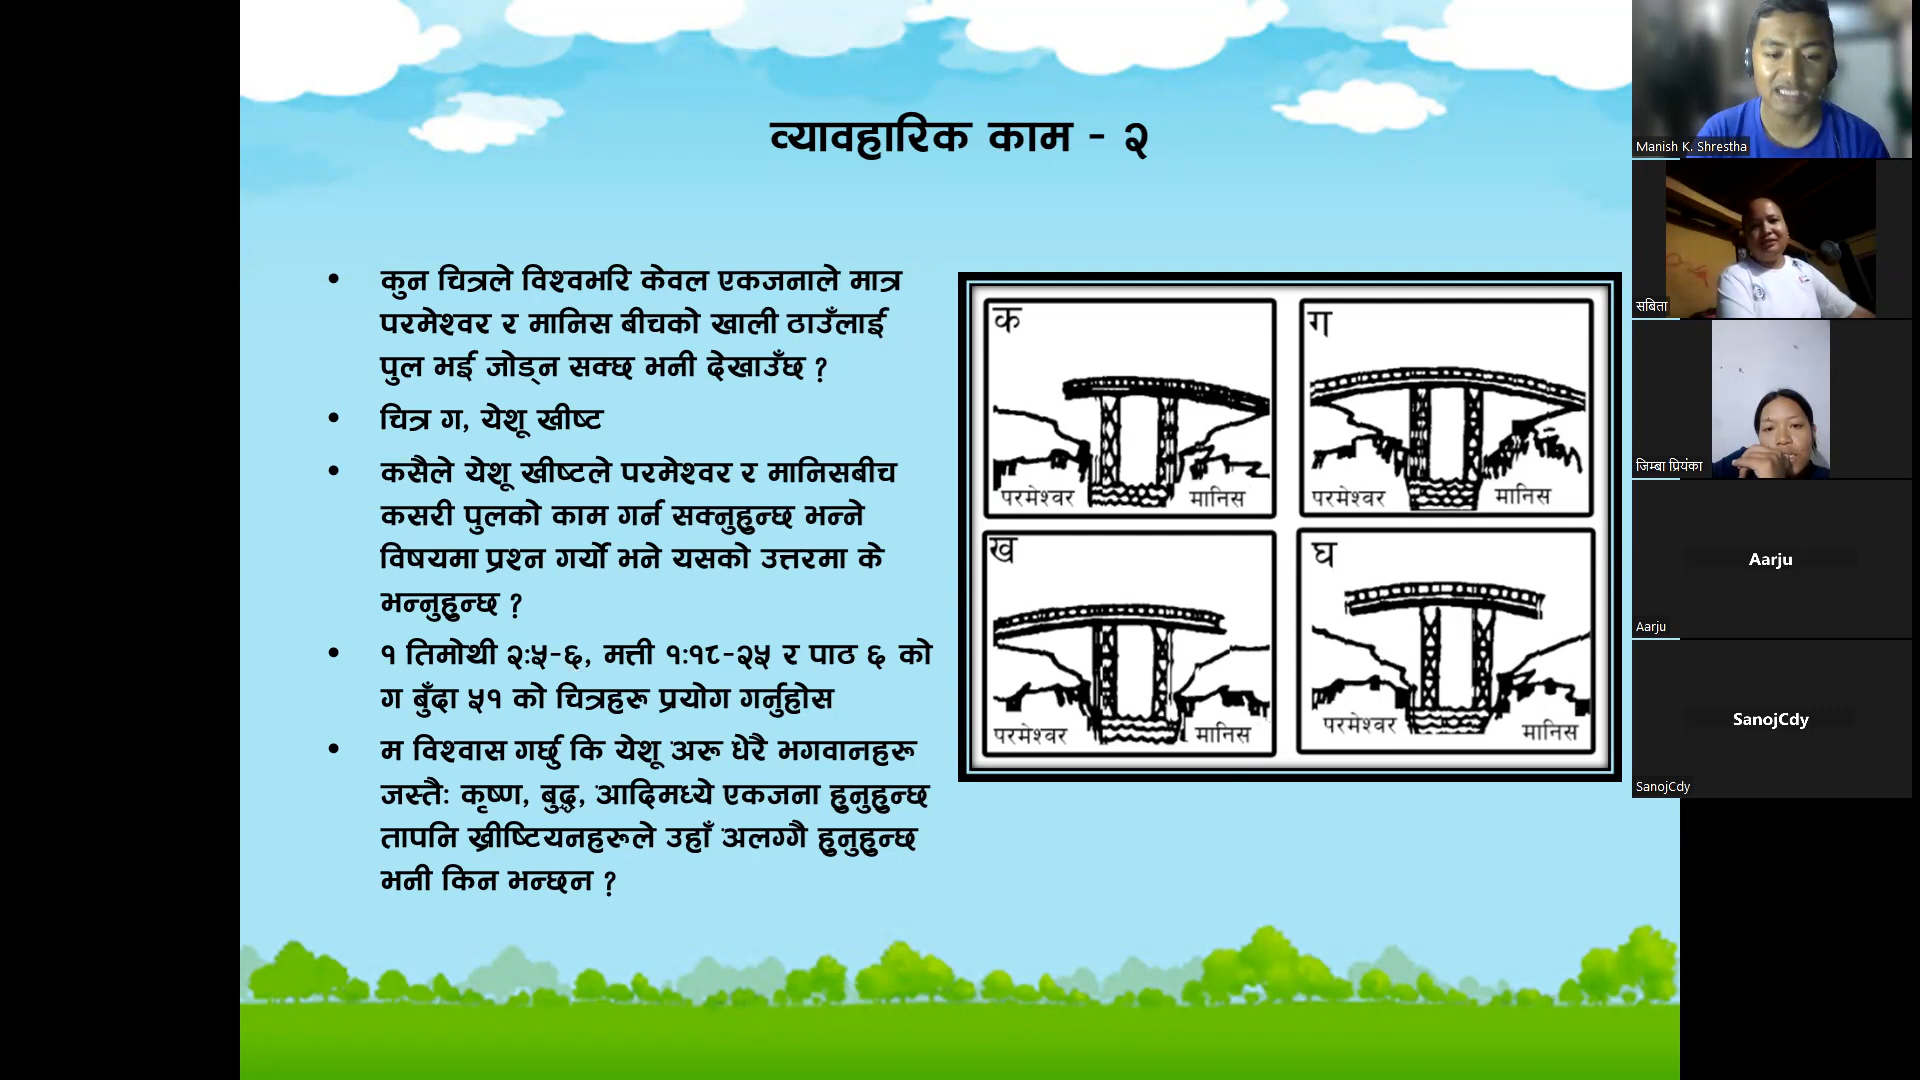 व्यावहारिक काम - २
• कुन चित्रले विश्वभरि केवल एकजनाले मात्र
परमेश्वर र मानिस बीचको खाली ठाउँलाई
पुल भई जोड्न सक्छ भनी देखाउँछ ?
• चित्र ग, येशू ख्रीष्ट
• कसैले येशू ख्रीष्टले परमेश्वर र मानिसबीच
कसरी पुलको काम गर्न सक्नुहुन्छ भन्ने
विषयमा प्रश्न गर्यो भने यसको उत्तरमा के
भन्नुहुन्छ ?
• १ तिमोथी २:५-६, मत्ती १:१८-२५ र पाठ ६ को
ग बुँदा ५१ को चित्रहरू प्रयोग गर्नुहोस
• म विश्वास गर्छु कि येशू अरू धेरै भगवानहरू
जस्तैः कृष्ण, बुद्ध, आदिमध्ये एकजना हुनुहुन्छ
तापनि ख्रीष्टियनहरूले उहाँ अलग्गै हुनुहुन्छ
भनी किन भन्छन ?
क
परमेश्वर मानिस
ग
परमेश्वर मानिस
ख
परमेश्वर मानिस
घ
परमेश्वर मानिस
Manish K. Shrestha
सबिता
जिम्बा प्रियंका
Aarju
Aarju
SanojCdy
SanojCdy